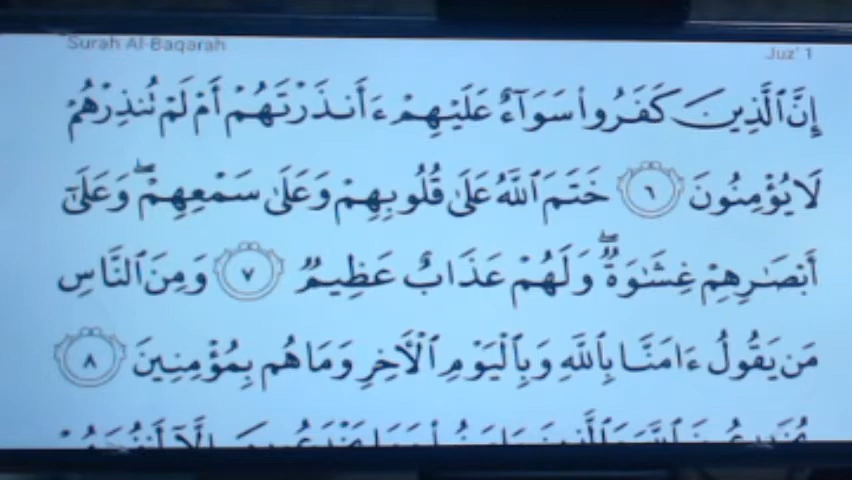 Surah Al-Baqarah
Juz' 1
إِنَّ ٱلَّذِينَ كَفَرُوا۟ سَوَآءٌ عَلَيْهِمْ ءَأَنذَرْتَهُمْ أَمْ لَمْ تُنذِرْهُمْ
لَا يُؤْمِنُونَ ٦ خَتَمَ ٱللَّهُ عَلَىٰ قُلُوبِهِمْ وَعَلَىٰ سَمْعِهِمْ ۖ وَعَلَىٰٓ
أَبْصَـٰرِهِمْ غِشَـٰوَةٌ ۖ وَلَهُمْ عَذَابٌ عَظِيمٌ ٧ وَمِنَ ٱلنَّاسِ
مَن يَقُولُ ءَامَنَّا بِٱللَّهِ وَبِٱلْيَوْمِ ٱلْـَٔاخِرِ وَمَا هُم بِمُؤْمِنِينَ ٨